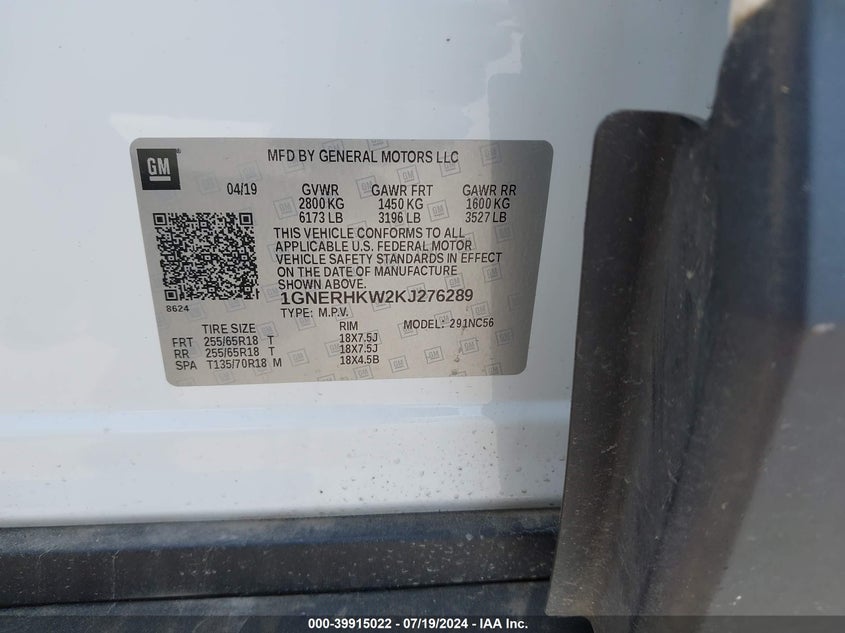 GM
MFD BY GENERAL MOTORS LLC
04/19 GVWR GAWR FRT GAWR RR
2800 KG 1450 KG 1600 KG
6173 LB 3196 LB 3527 LB
THIS VEHICLE CONFORMS TO ALL
APPLICABLE U.S. FEDERAL MOTOR
VEHICLE SAFETY STANDARDS IN EFFECT
ON THE DATE OF MANUFACTURE
SHOWN ABOVE.
8624
1GNERHKW2KJ276289
TYPE: M.P.V. MODEL: 291NC56
TIRE SIZE RIM
FRT 255/65R18 T 18X7.5J
RR 255/65R18 T 18X7.5J
SPA T135/70R18 M 18X4.5B
000-39915022 - 07/19/2024 - IAA Inc.